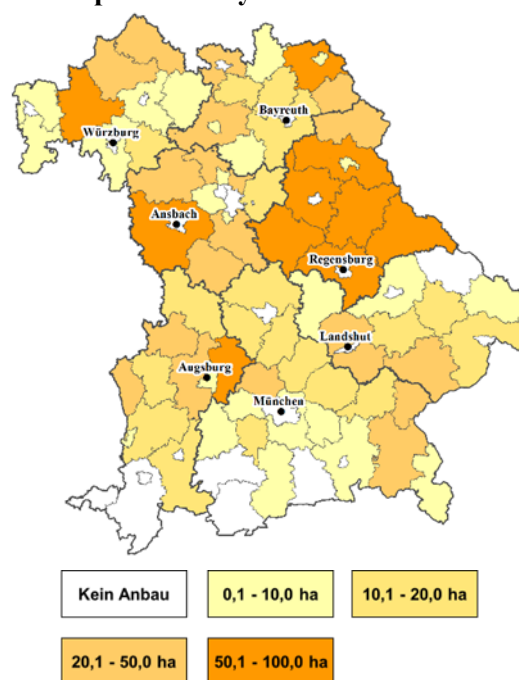 Bayreuth
Würzburg
Ansbach
Regensburg
Landshut
Augsburg
München
Kein Anbau
0,1 - 10,0 ha
10,1 - 20,0 ha
20,1 - 50,0 ha
50,1 - 100,0 ha